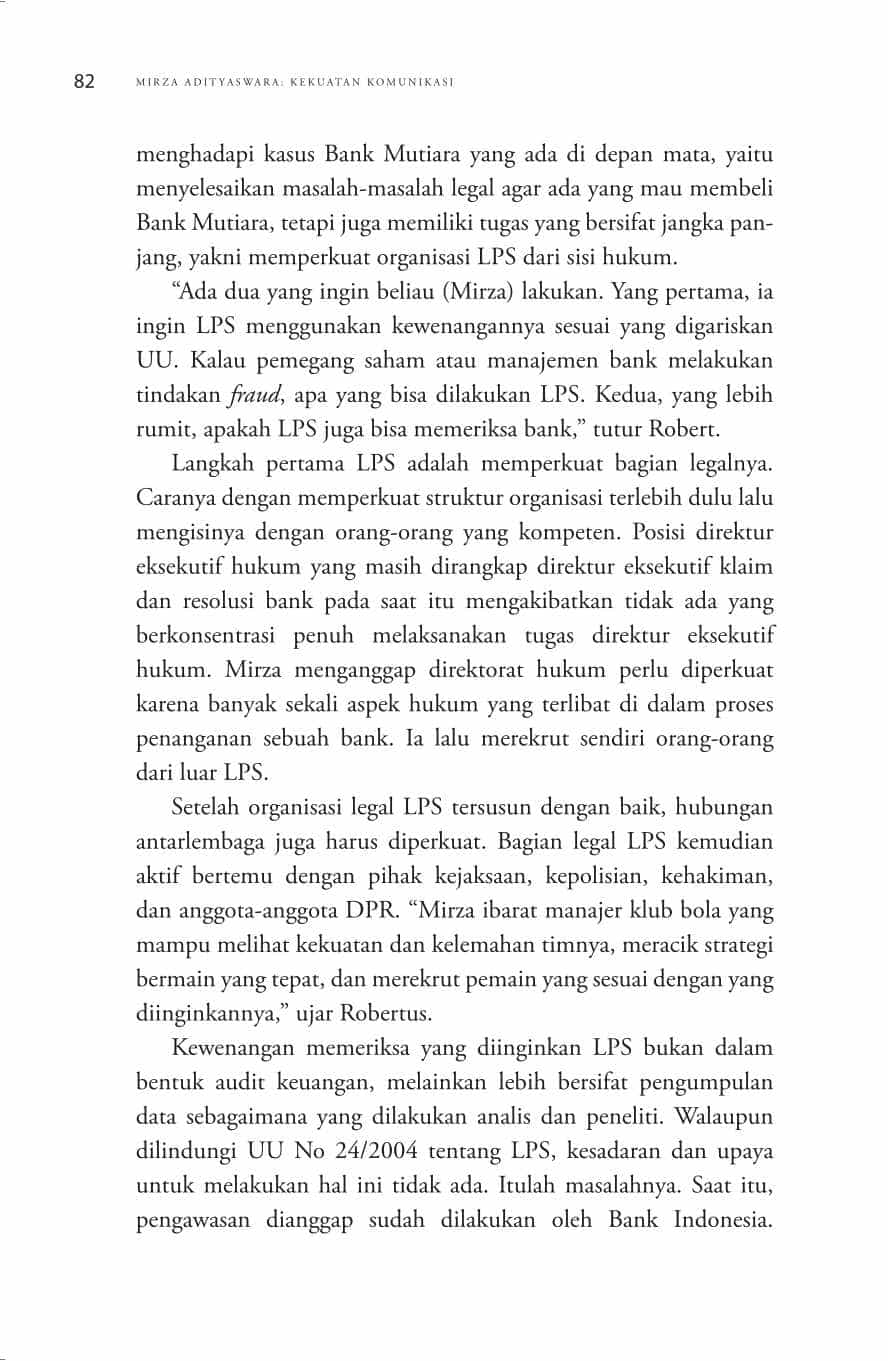 82 MIRZA ADITYASWARA: KEKUATAN KOMUNIKASI
menghadapi kasus Bank Mutiara yang ada di depan mata, yaitu
menyelesaikan masalah-masalah legal agar ada yang mau membeli
Bank Mutiara, tetapi juga memiliki tugas yang bersifat jangka pan-
jang, yakni memperkuat organisasi LPS dari sisi hukum.
“Ada dua yang ingin beliau (Mirza) lakukan. Yang pertama, ia
ingin LPS menggunakan kewenangannya sesuai yang digariskan
UU. Kalau pemegang saham atau manajemen bank melakukan
tindakan fraud, apa yang bisa dilakukan LPS. Kedua, yang lebih
rumit, apakah LPS juga bisa memeriksa bank,” tutur Robert.
Langkah pertama LPS adalah memperkuat bagian legalnya.
Caranya dengan memperkuat struktur organisasi terlebih dulu lalu
mengisinya dengan orang-orang yang kompeten. Posisi direktur
eksekutif hukum yang masih dirangkap direktur eksekutif klaim
dan resolusi bank pada saat itu mengakibatkan tidak ada yang
berkonsentrasi penuh melaksanakan tugas direktur eksekutif
hukum. Mirza menganggap direktorat hukum perlu diperkuat
karena banyak sekali aspek hukum yang terlibat di dalam proses
penanganan sebuah bank. Ia lalu merekrut sendiri orang-orang
dari luar LPS.
Setelah organisasi legal LPS tersusun dengan baik, hubungan
antarlembaga juga harus diperkuat. Bagian legal LPS kemudian
aktif bertemu dengan pihak kejaksaan, kepolisian, kehakiman,
dan anggota-anggota DPR. “Mirza ibarat manajer klub bola yang
mampu melihat kekuatan dan kelemahan timnya, meracik strategi
bermain yang tepat, dan merekrut pemain yang sesuai dengan yang
diinginkannya,” ujar Robertus.
Kewenangan memeriksa yang diinginkan LPS bukan dalam
bentuk audit keuangan, melainkan lebih bersifat pengumpulan
data sebagaimana yang dilakukan analis dan peneliti. Walaupun
dilindungi UU No 24/2004 tentang LPS, kesadaran dan upaya
untuk melakukan hal ini tidak ada. Itulah masalahnya. Saat itu,
pengawasan dianggap sudah dilakukan oleh Bank Indonesia.